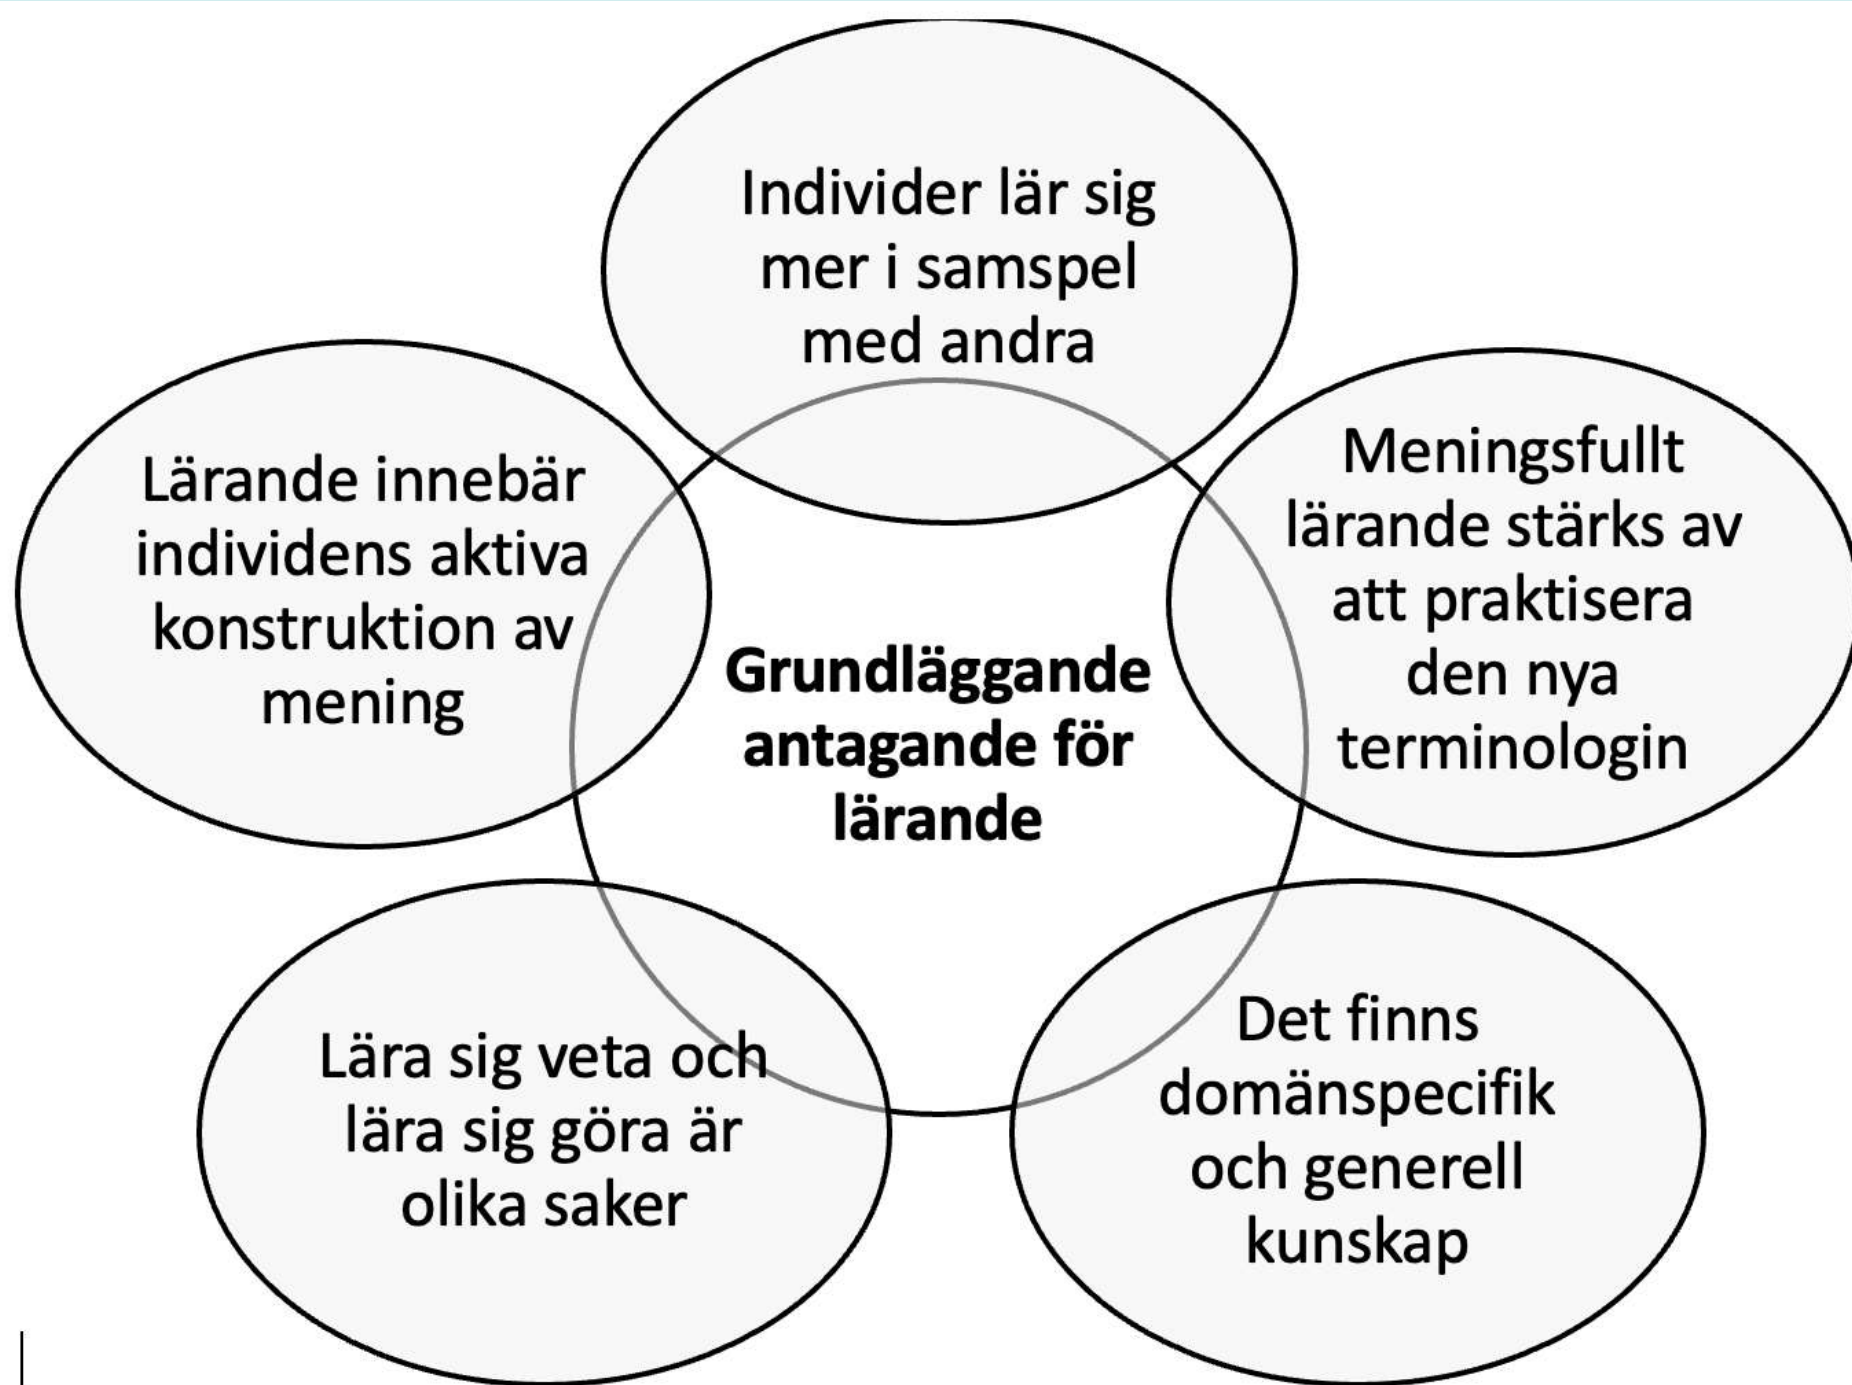 Individer lär sig
mer i samspel
med andra
Meningsfullt
lärande stärks av
att praktisera
den nya
terminologin
Det finns
domänspecifik
och generell
kunskap
Lära sig veta och
lära sig göra är
olika saker
Lärande innebär
individens aktiva
konstruktion av
mening
Grundläggande
antagande för
lärande